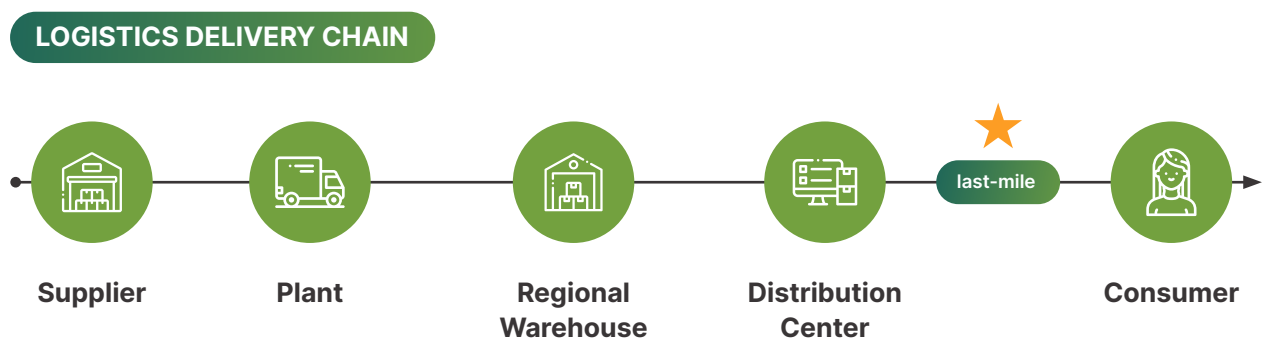 LOGISTICS DELIVERY CHAIN
last-mile
Supplier
Plant
Regional
Warehouse
Distribution
Center
Consumer